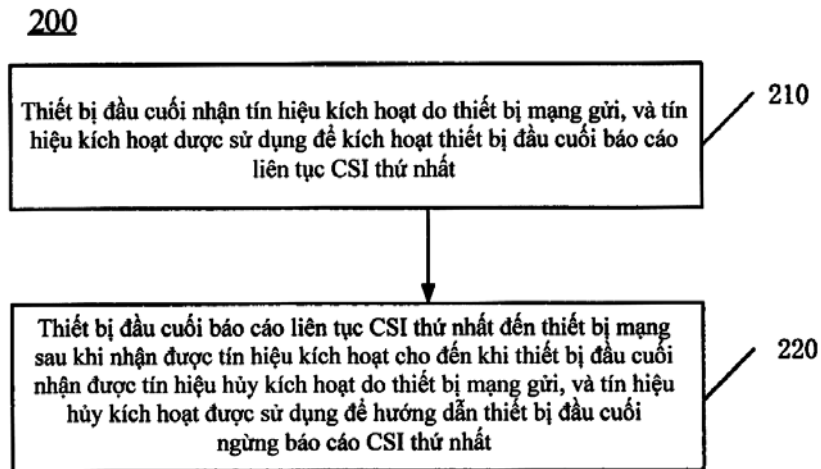 200
Thiết bị đầu cuối nhận tín hiệu kích hoạt do thiết bị mạng gửi, và tín
hiệu kích hoạt dược sử dụng để kích hoạt thiết bị đầu cuối báo cáo
liên tục CSI thứ nhất
210
Thiết bị đầu cuối báo cáo liên tục CSI thứ nhất đến thiết bị mạng
sau khi nhận được tín hiệu kích hoạt cho đến khi thiết bị đầu cuối
nhận được tín hiệu hủy kích hoạt do thiết bị mạng gửi, và tín hiệu
hủy kích hoạt được sử dụng để hướng dẫn thiết bị đầu cuối
ngừng báo cáo CSI thứ nhất
220